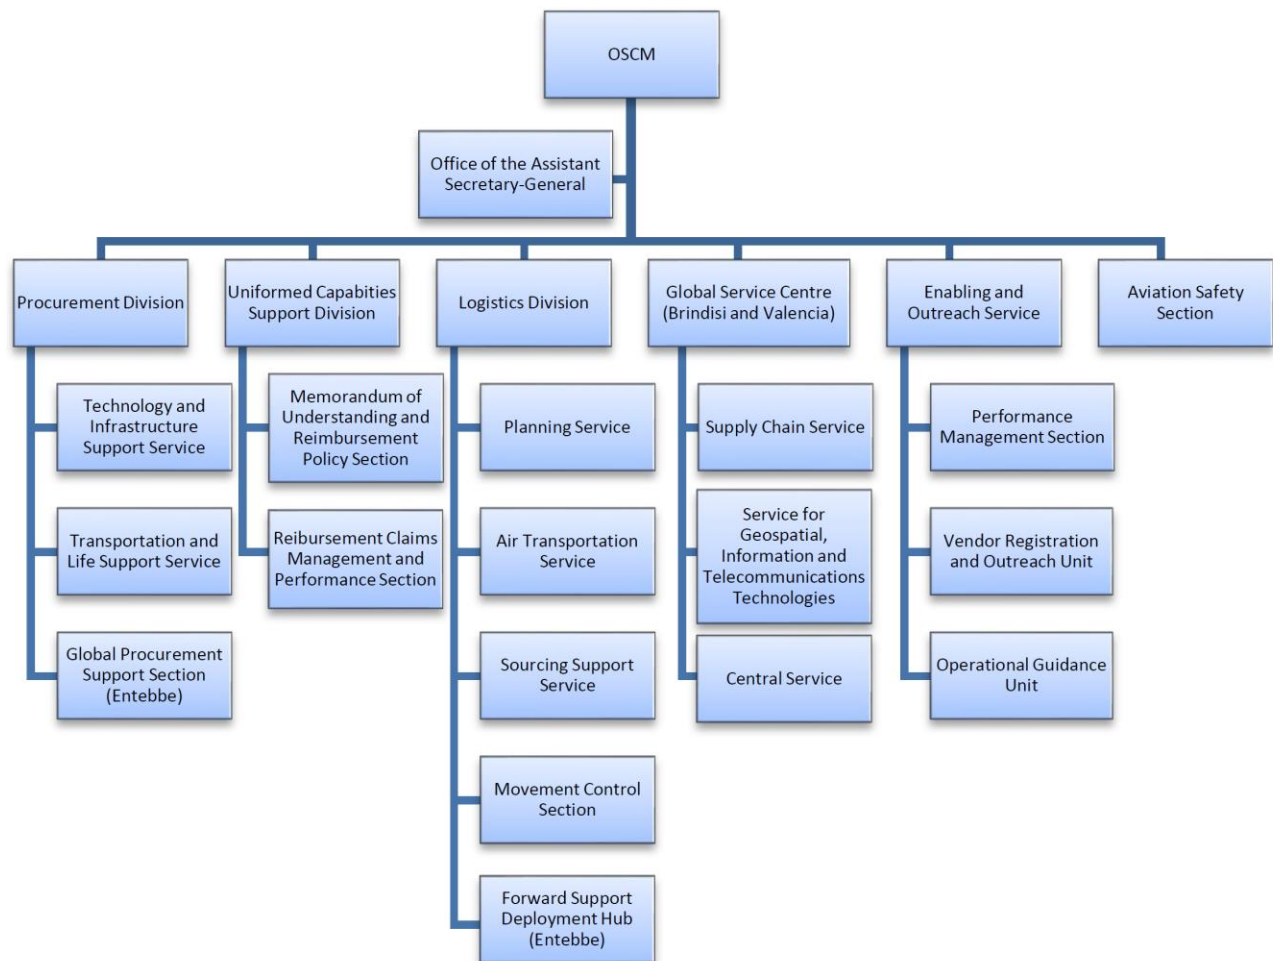 OSCM
Office of the Assistant
Secretary-General
Procurement Division
Uniformed Capabities
Support Division
Logistics Division
Global Service Centre
(Brindisi and Valencia)
Enabling and
Outreach Service
Aviation Safety
Section
Technology and
Infrastructure
Support Service
Transportation and
Life Support Service
Global Procurement
Support Section
(Entebbe)
Memorandum of
Understanding and
Reimbursement
Policy Section
Reibursement Claims
Management and
Performance Section
Planning Service
Air Transportation
Service
Sourcing Support
Service
Movement Control
Section
Forward Support
Deployment Hub
(Entebbe)
Supply Chain Service
Service for
Geospatial,
Information and
Telecommunications
Technologies
Central Service
Performance
Management Section
Vendor Registration
and Outreach Unit
Operational Guidance
Unit